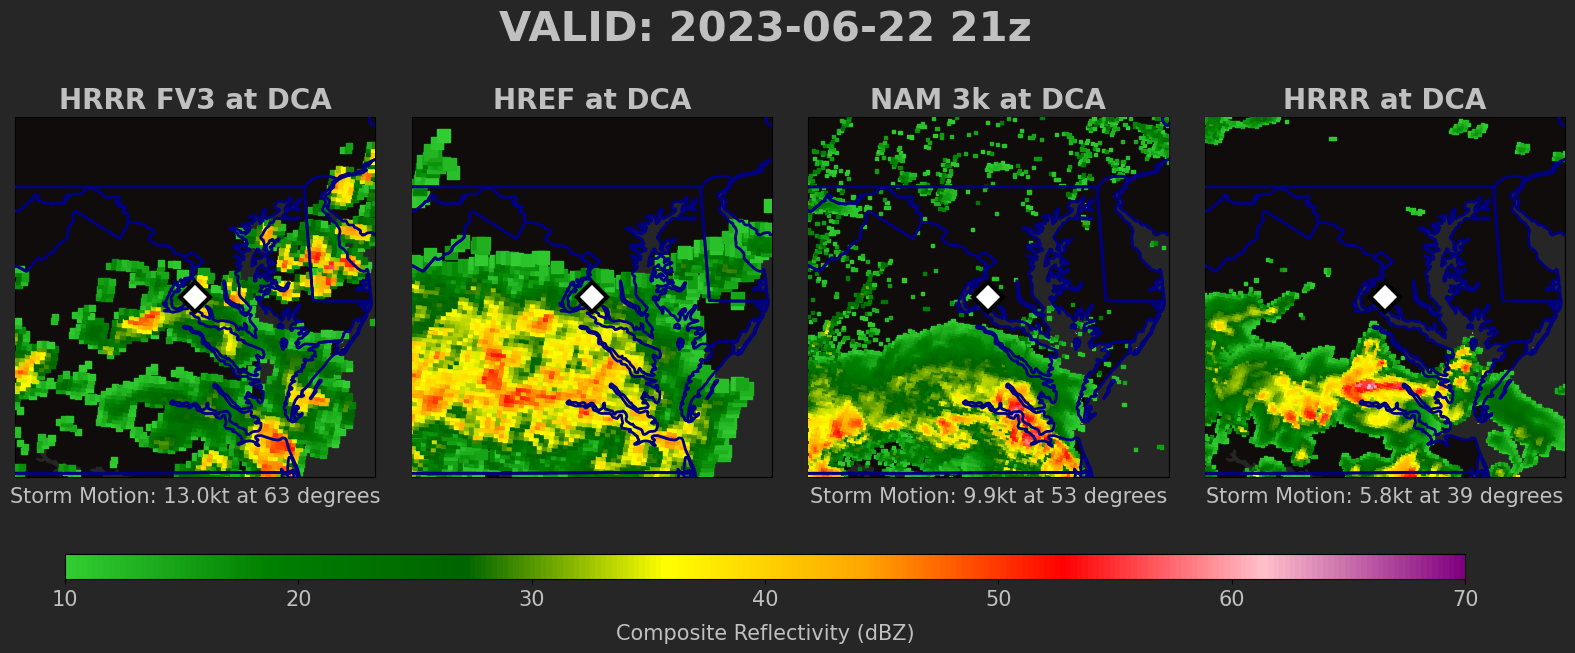 VALID: 2023-06-22 21z
HRRR FV3 at DCA
HREF at DCA
NAM 3k at DCA
HRRR at DCA
Storm Motion: 13.0kt at 63 degrees
Storm Motion: 9.9kt at 53 degrees
Storm Motion: 5.8kt at 39 degrees
10 20 30 40 50 60 70
Composite Reflectivity (dBZ)